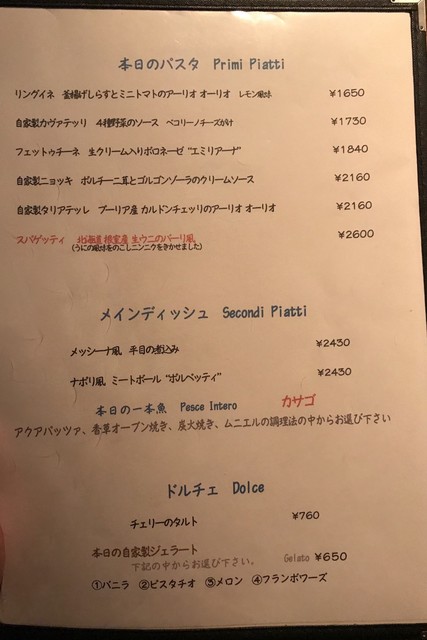 本日のパスタ Primi Piatti
リングイネ 釜揚げしらすとミニトマトのアーリオ オーリオ レモン風味 ¥1650
自家製カヴァテッリ 4種野菜のソース ペコリーノチーズがけ ¥1730
フェットゥチーネ 生クリーム入りボロネーゼ "エミリアーナ" ¥1840
自家製ニョッキ ポルチーニ茸とゴルゴンゾーラのクリームソース ¥2160
自家製タリアテッレ プーリア産 カルドンチェッリのアーリオ オーリオ ¥2160
スパゲッティ 北海道 根室産 生ウニのバーリ風 ¥2600
(うにの風味をのこしニンニクをきかせました)
メインディッシュ Secondi Piatti
メッシーナ風 平目の煮込み ¥2430
ナポリ風 ミートボール "ポルペッティ" ¥2430
本日の一本魚 Pesce Intero カサゴ
アクアパッツァ、香草オーブン焼き、炭火焼き、ムニエルの調理法の中からお選び下さい
ドルチェ Dolce
チェリーのタルト ¥760
本日の自家製ジェラート Gelato ¥650
下記の中からお選び下さい。
①バニラ ②ピスタチオ ③メロン ④フランボワーズ